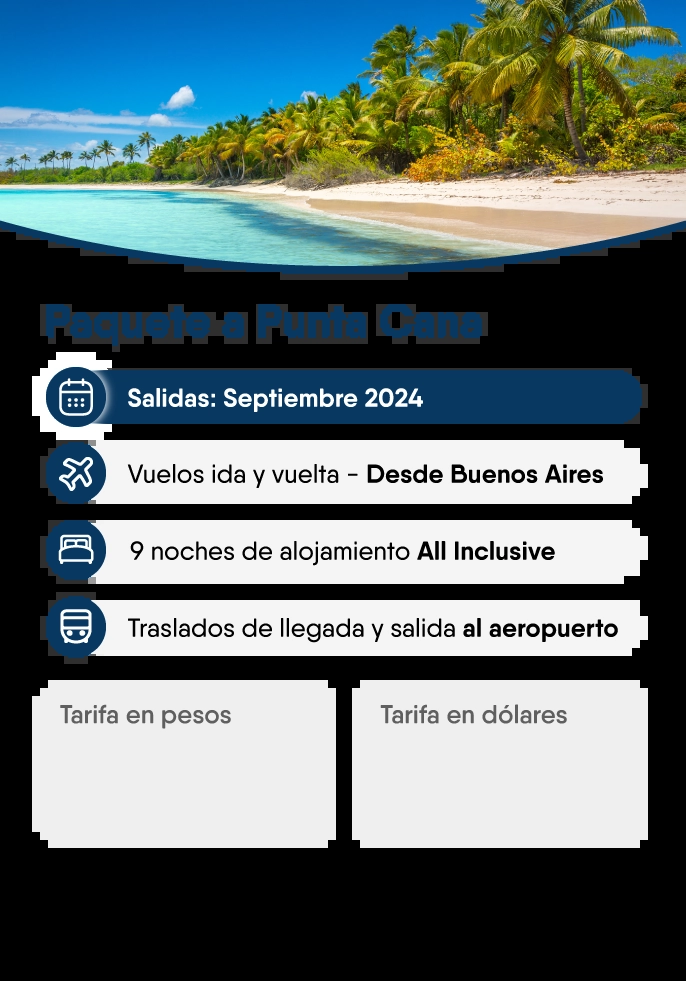 Paquete a Punta Cana
Salidas: Septiembre 2024
Vuelos ida y vuelta - Desde Buenos Aires
9 noches de alojamiento All Inclusive
Traslados de llegada y salida al aeropuerto
Tarifa en pesos
Tarifa en dólares